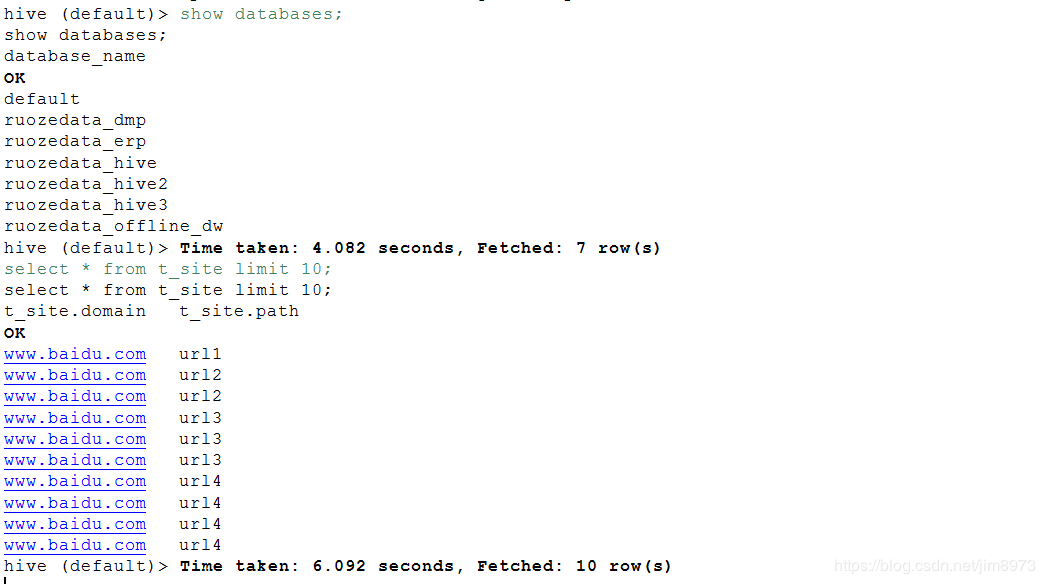 hive (default)> show databases;
show databases;
database_name
OK
default
ruozedata_dmp
ruozedata_erp
ruozedata_hive
ruozedata_hive2
ruozedata_hive3
ruozedata_offline_dw
hive (default)> Time taken: 4.082 seconds, Fetched: 7 row(s)
select * from t_site limit 10;
select * from t_site limit 10;
t_site.domain   t_site.path
OK
www.baidu.com   url1
www.baidu.com   url2
www.baidu.com   url2
www.baidu.com   url3
www.baidu.com   url3
www.baidu.com   url3
www.baidu.com   url4
www.baidu.com   url4
www.baidu.com   url4
www.baidu.com   url4
hive (default)> Time taken: 6.092 seconds, Fetched: 10 row(s)
https://blog.csdn.net/jim8973